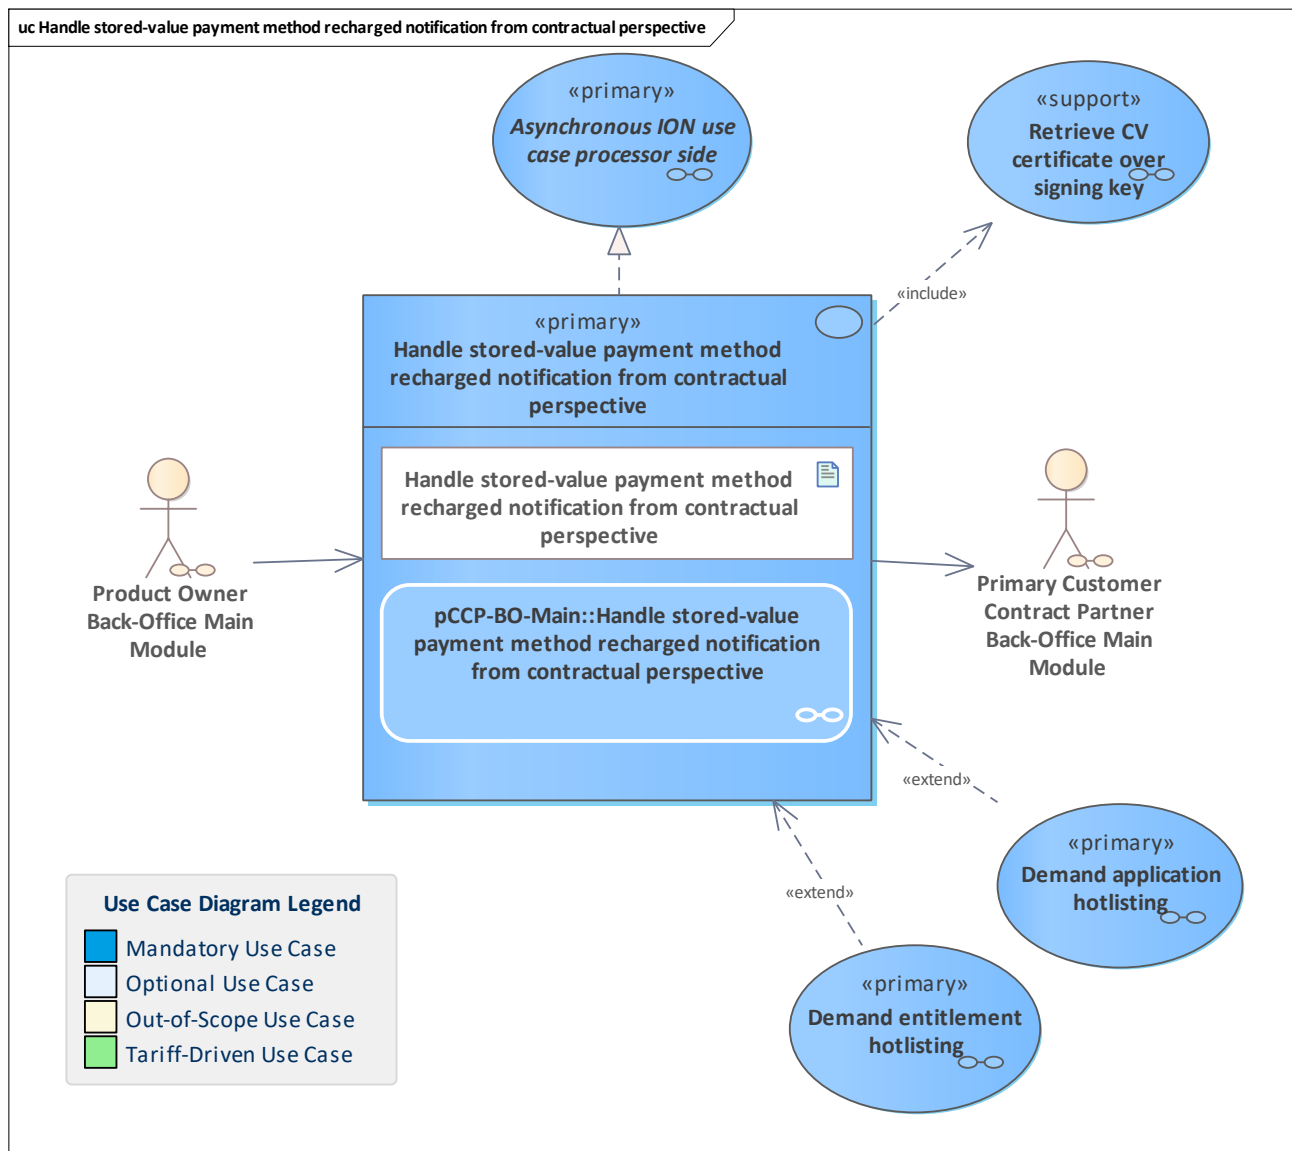 uc Handle stored-value payment method recharged notification from contractual perspective
«primary»
Asynchronous ION use
case processor side
«support»
Retrieve CV
certificate over
signing key
«include»
«primary»
Handle stored-value payment method
recharged notification from contractual
perspective
Handle stored-value payment method
recharged notification from contractual
perspective
pCCP-BO-Main::Handle stored-value
payment method recharged notification
from contractual perspective
Product Owner
Back-Office Main
Module
Primary Customer
Contract Partner
Back-Office Main
Module
«extend»
«extend»
«primary»
Demand application
hotlisting
«primary»
Demand entitlement
hotlisting
Use Case Diagram Legend
Mandatory Use Case
Optional Use Case
Out-of-Scope Use Case
Tariff-Driven Use Case